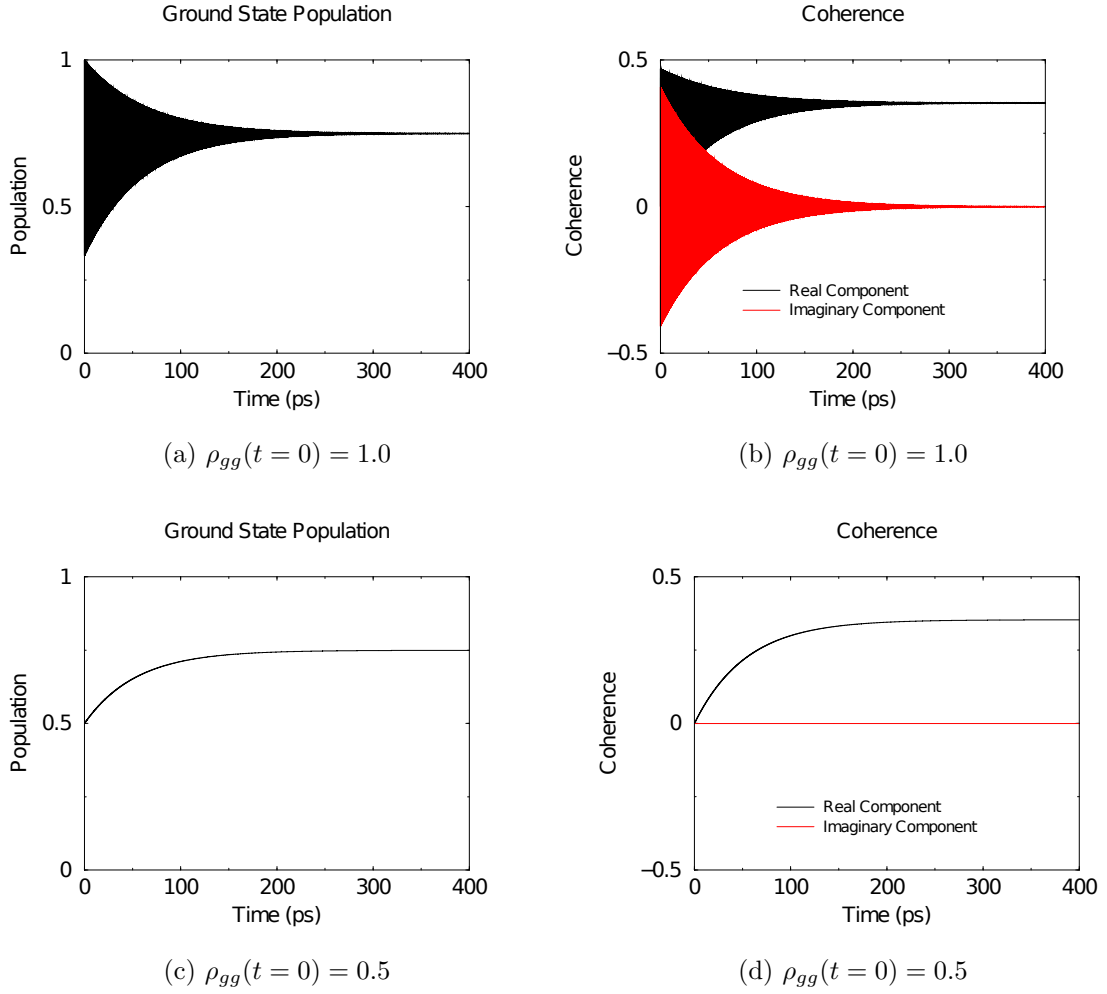 Ground State Population
Population
1
0.5
0
0 100 200 300 400
Time (ps)
(a) ρgg(t = 0) = 1.0
Coherence
Coherence
0.5
0
−0.5
Real Component
Imaginary Component
0 100 200 300 400
Time (ps)
(b) ρgg(t = 0) = 1.0
Ground State Population
Population
1
0.5
0
0 100 200 300 400
Time (ps)
(c) ρgg(t = 0) = 0.5
Coherence
Coherence
0.5
0
−0.5
Real Component
Imaginary Component
0 100 200 300 400
Time (ps)
(d) ρgg(t = 0) = 0.5